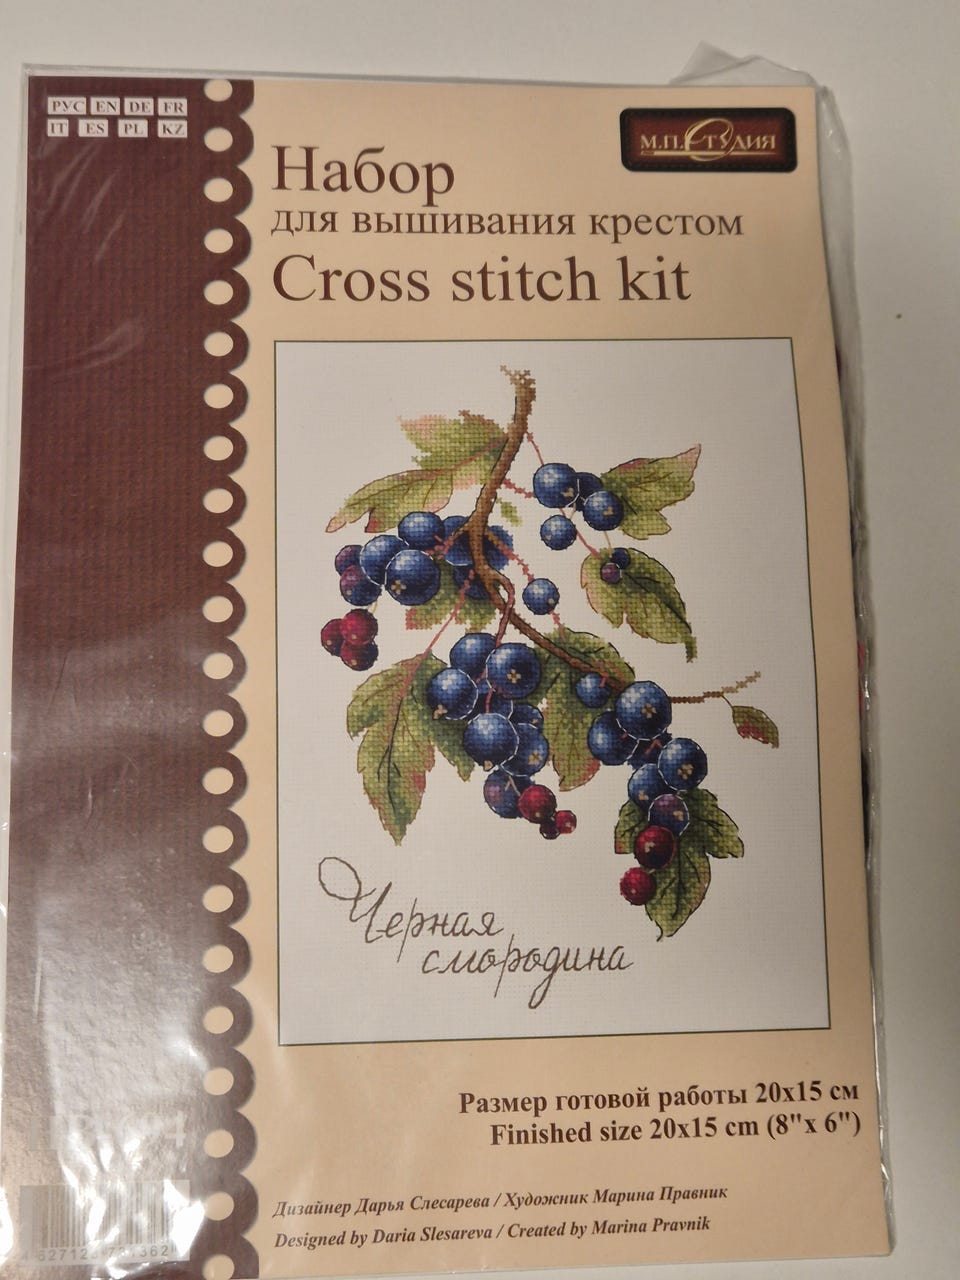 РУС EN DE FR
IT ES PL KZ
М.П.СТУДИЯ
Набор
для вышивания крестом
Cross stitch kit
Черная
смородина
Размер готовой работы 20x15 см
Finished size 20x15 cm (8"x 6")
Дизайнер Дарья Слесарева / Художник Марина Правник
Designed by Daria Slesareva / Created by Marina Pravnik